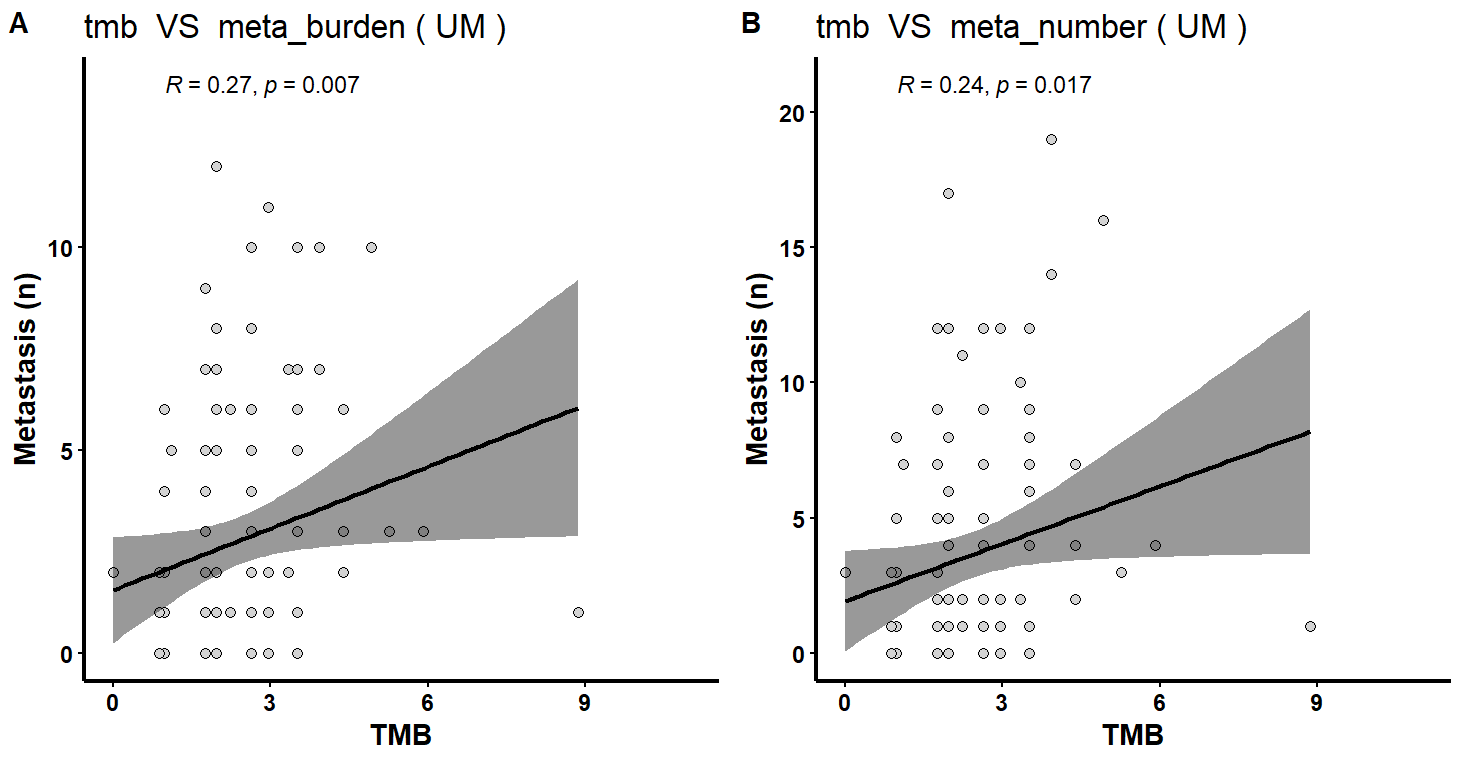 A
tmb VS meta_burden ( UM )
R = 0.27, p = 0.007
10
5
0
Metastasis (n)
0 3 6 9
TMB
B
tmb VS meta_number ( UM )
R = 0.24, p = 0.017
20
15
10
5
0
Metastasis (n)
0 3 6 9
TMB